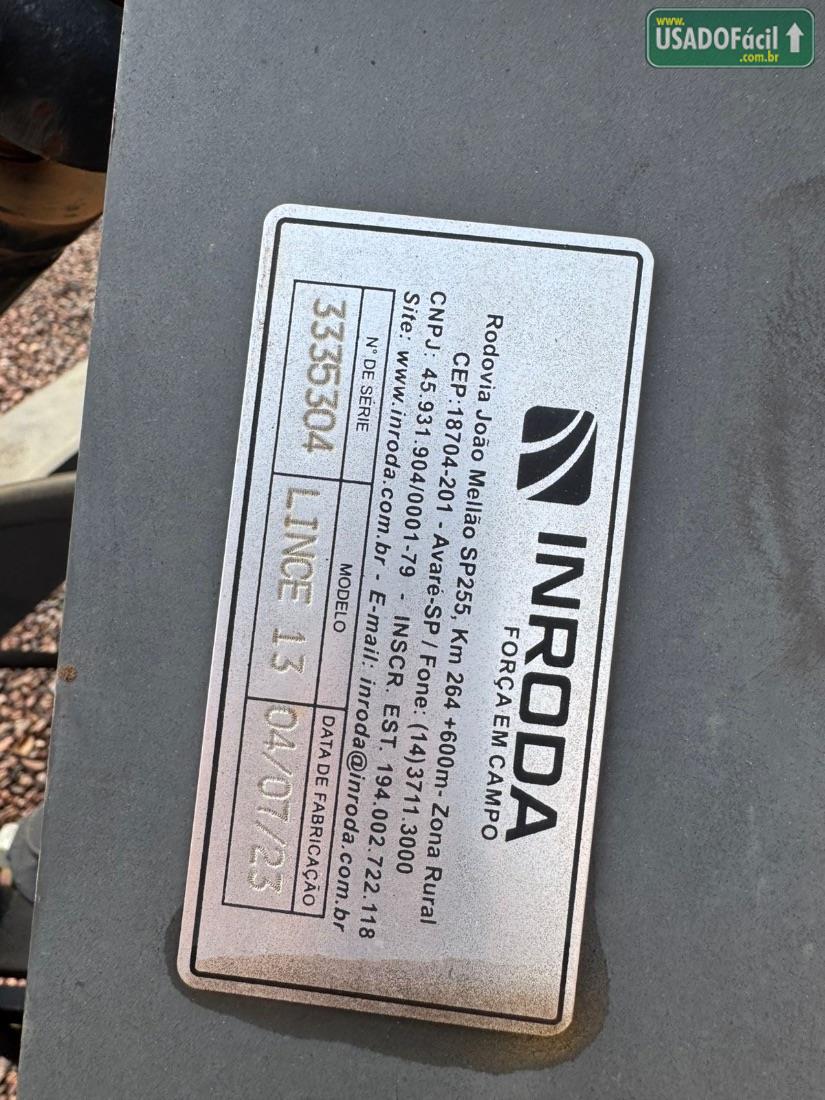 www.
USADOFácil
.com.br
INRODA
FORÇA EM CAMPO
Rodovia João Mellão SP255, Km 264 +600m- Zona Rural
CEP:18704-201 - Avaré-SP / Fone: (14)3711.3000
CNPJ: 45.931.904/0001-79 - INSCR. EST. 194.002.722.118
Site: www.inroda.com.br - E-mail: inroda@inroda.com.br
N° DE SÉRIE MODELO DATA DE FABRICAÇÃO
3335304 LINCE 13 04/07/23